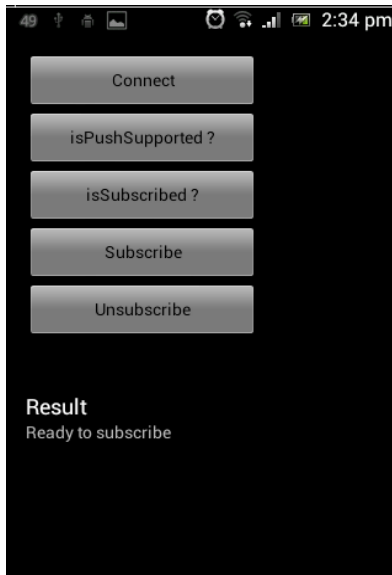 49 2:34 pm
Connect
isPushSupported ?
isSubscribed ?
Subscribe
Unsubscribe
Result
Ready to subscribe